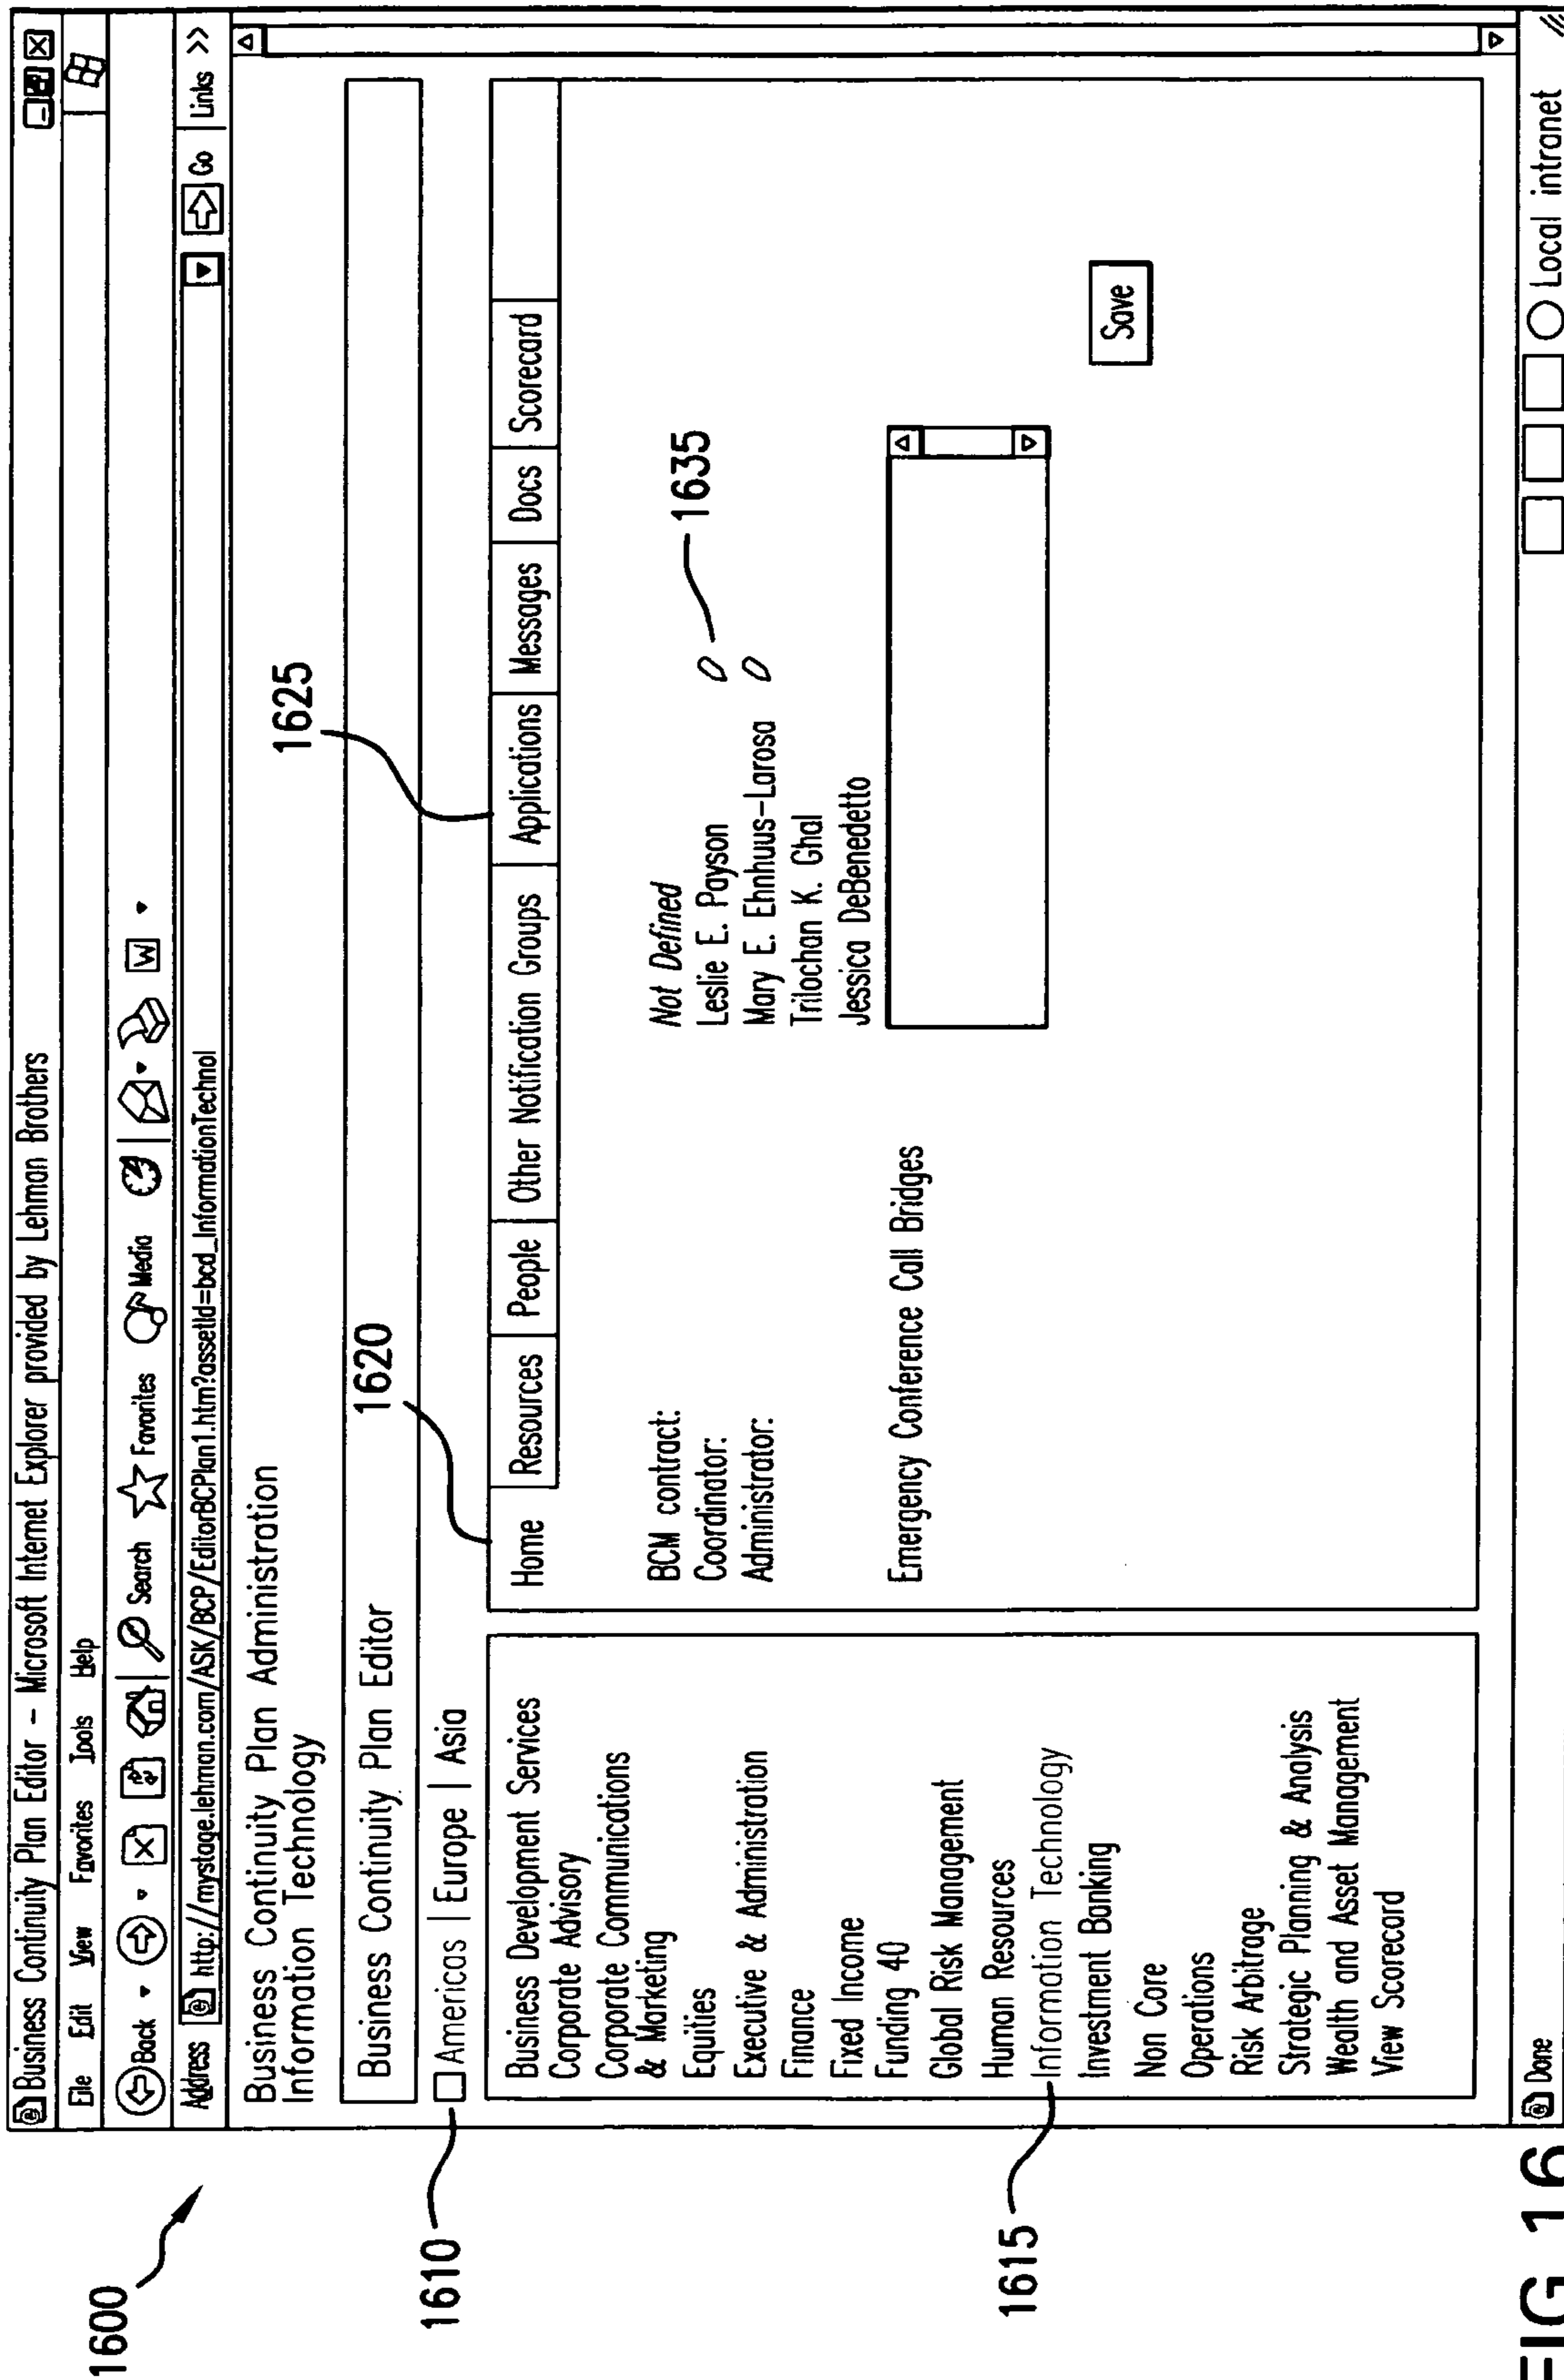 1600
Business Continuity Plan Editor – Microsoft Internet Explorer provided by Lehman Brothers
File Edit View Favorites Tools Help
Back Search Favorites Media W
Address http://mystage.lehman.com/ASK/BCP/EditorBCPlan1.htm?assetId=bcd_InformationTechnol Go Links >>
Business Continuity Plan Administration
Information Technology
1625
Business Continuity Plan Editor
1620
1610
Americas | Europe | Asia
Business Development Services
Corporate Advisory
Corporate Communications
& Marketing
Equities
Executive & Administration
Finance
Fixed Income
Funding 40
Global Risk Management
Human Resources
1615
Information Technology
Investment Banking
Non Core
Operations
Risk Arbitrage
Strategic Planning & Analysis
Wealth and Asset Management
View Scorecard
Home Resources People Other Notification Groups Applications Messages Docs Scorecard
BCM contract: Not Defined
Coordinator: Leslie E. Payson 1635
Administrator: Mary E. Ehnhuus-Larosa
Trilochan K. Ghal
Jessica DeBenedetto
Emergency Conference Call Bridges
Save
Done Local intranet
FIG 16